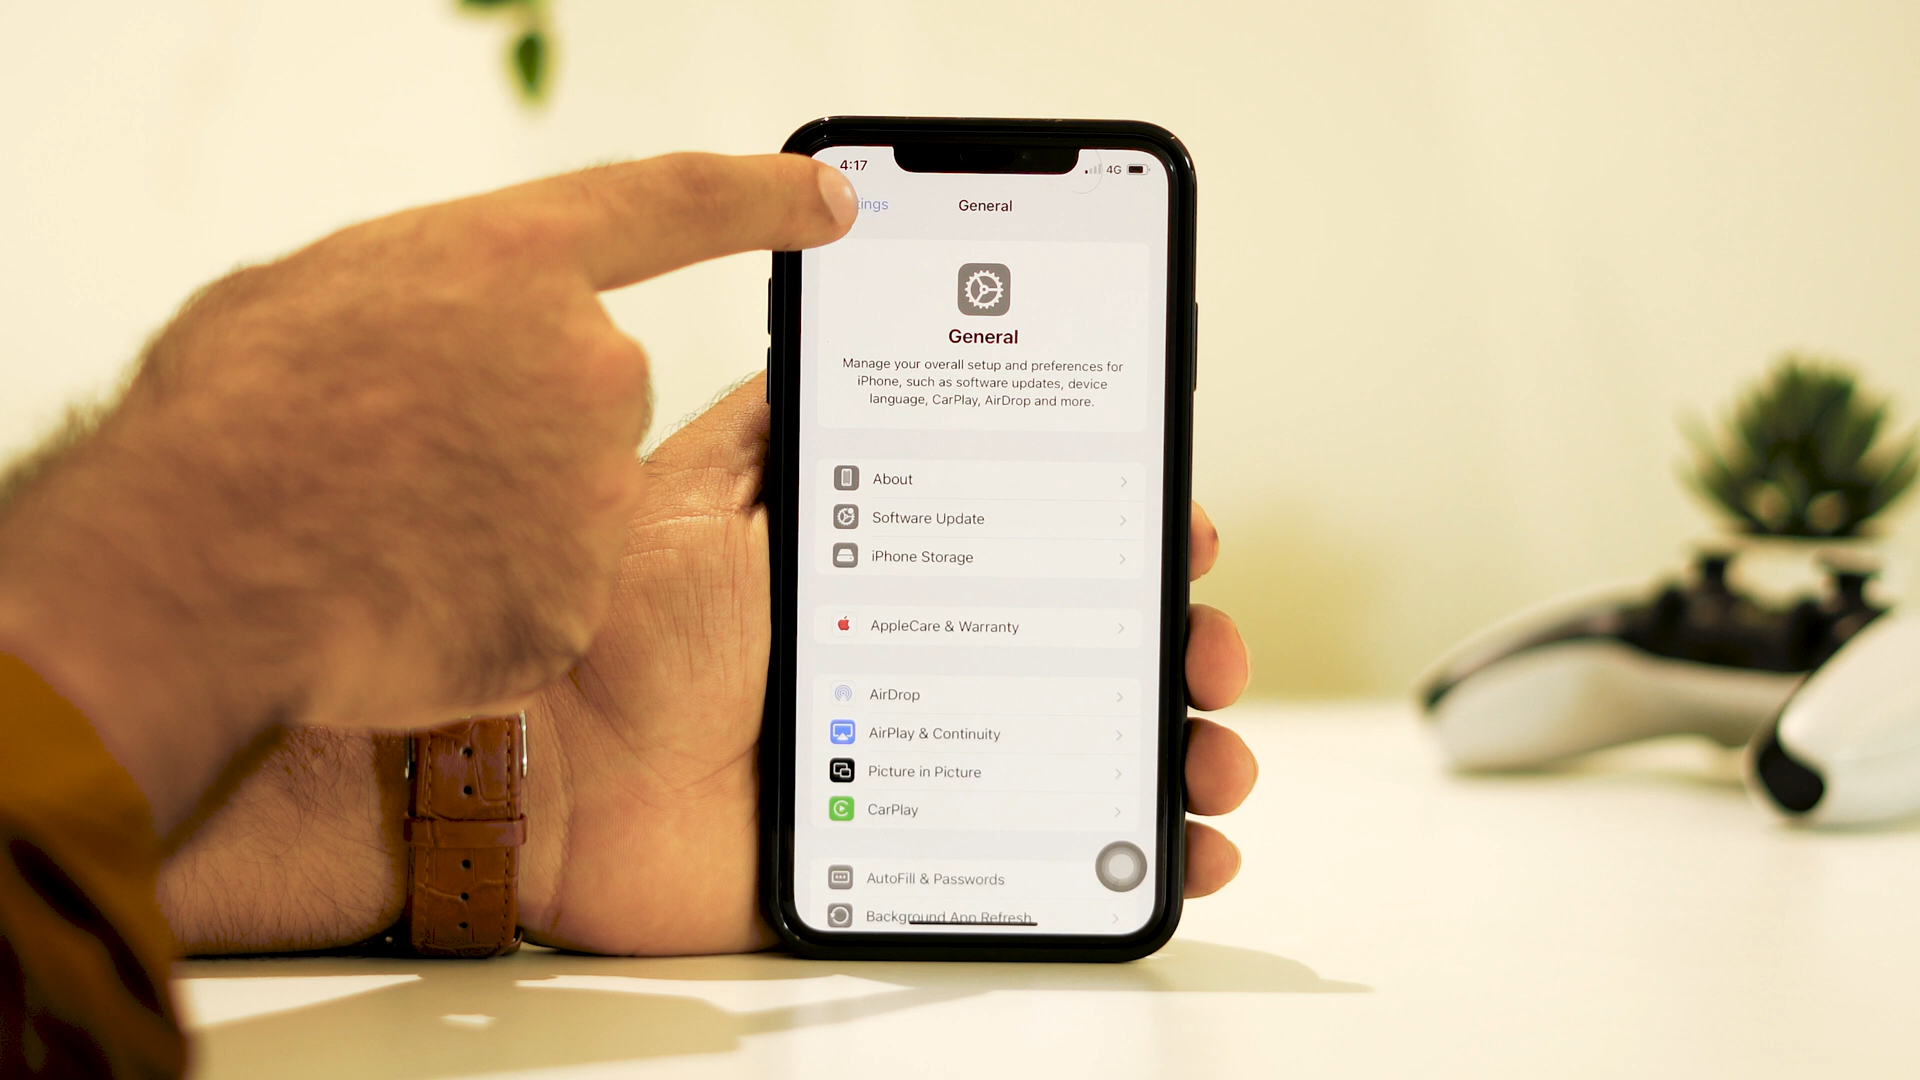 4:17
4G
tings
General
General
Manage your overall setup and preferences for
iPhone, such as software updates, device
language, CarPlay, AirDrop and more.
About
Software Update
iPhone Storage
AppleCare & Warranty
AirDrop
AirPlay & Continuity
Picture in Picture
CarPlay
AutoFill & Passwords
Background App Refresh